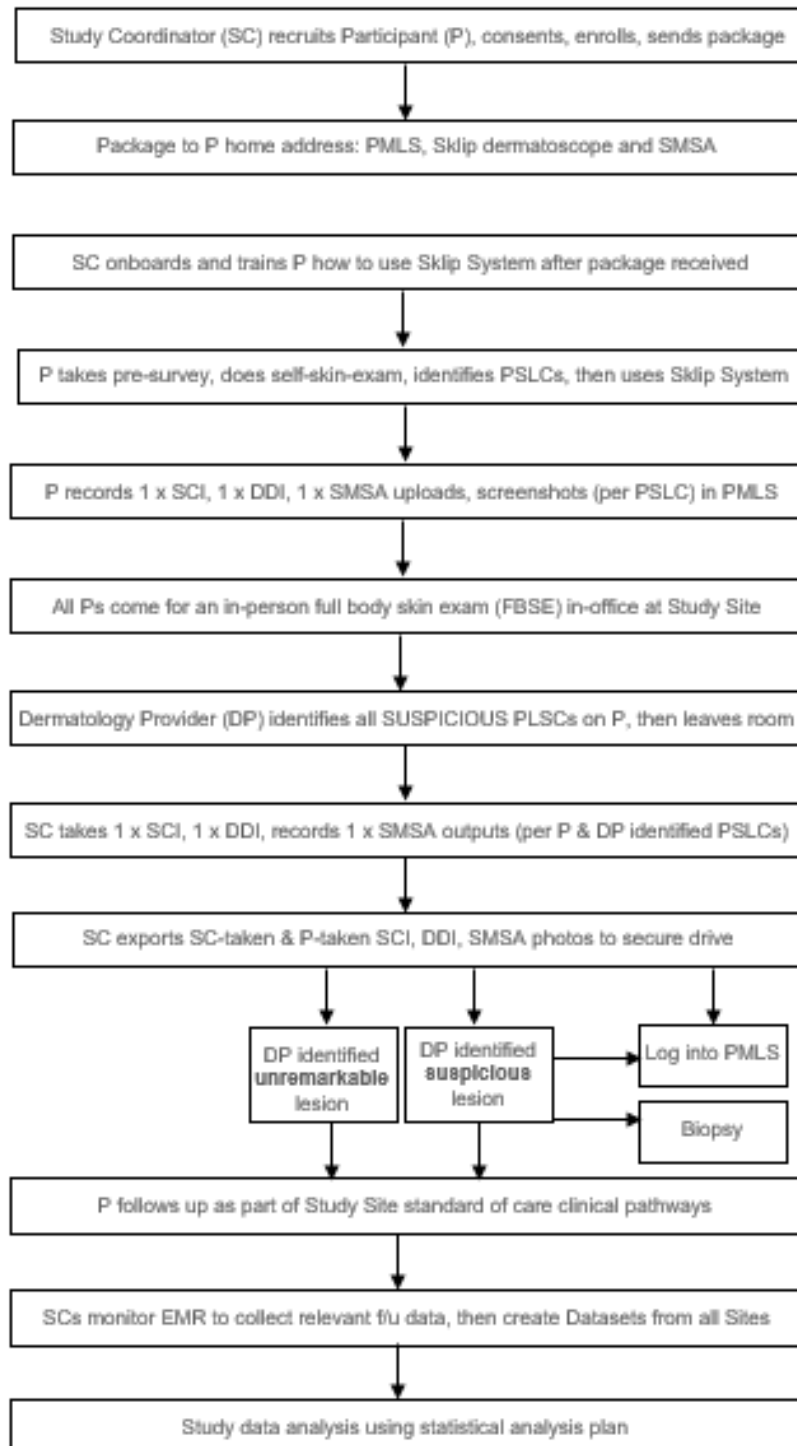 Study Coordinator (SC) recruits Participant (P), consents, enrolls, sends package
Package to P home address: PMLS, Sklip dermatoscope and SMSA
SC onboards and trains P how to use Sklip System after package received
P takes pre-survey, does self-skin-exam, identifies PSLCs, then uses Sklip System
P records 1 x SCI, 1 x DDI, 1 x SMSA uploads, screenshots (per PSLC) in PMLS
All Ps come for an in-person full body skin exam (FBSE) in-office at Study Site
Dermatology Provider (DP) identifies all SUSPICIOUS PLSCs on P, then leaves room
SC takes 1 x SCI, 1 x DDI, records 1 x SMSA outputs (per P & DP identified PSLCs)
SC exports SC-taken & P-taken SCI, DDI, SMSA photos to secure drive
DP identified
unremarkable
lesion
DP identified
suspicious
lesion
Log into PMLS
Biopsy
P follows up as part of Study Site standard of care clinical pathways
SCs monitor EMR to collect relevant f/u data, then create Datasets from all Sites
Study data analysis using statistical analysis plan